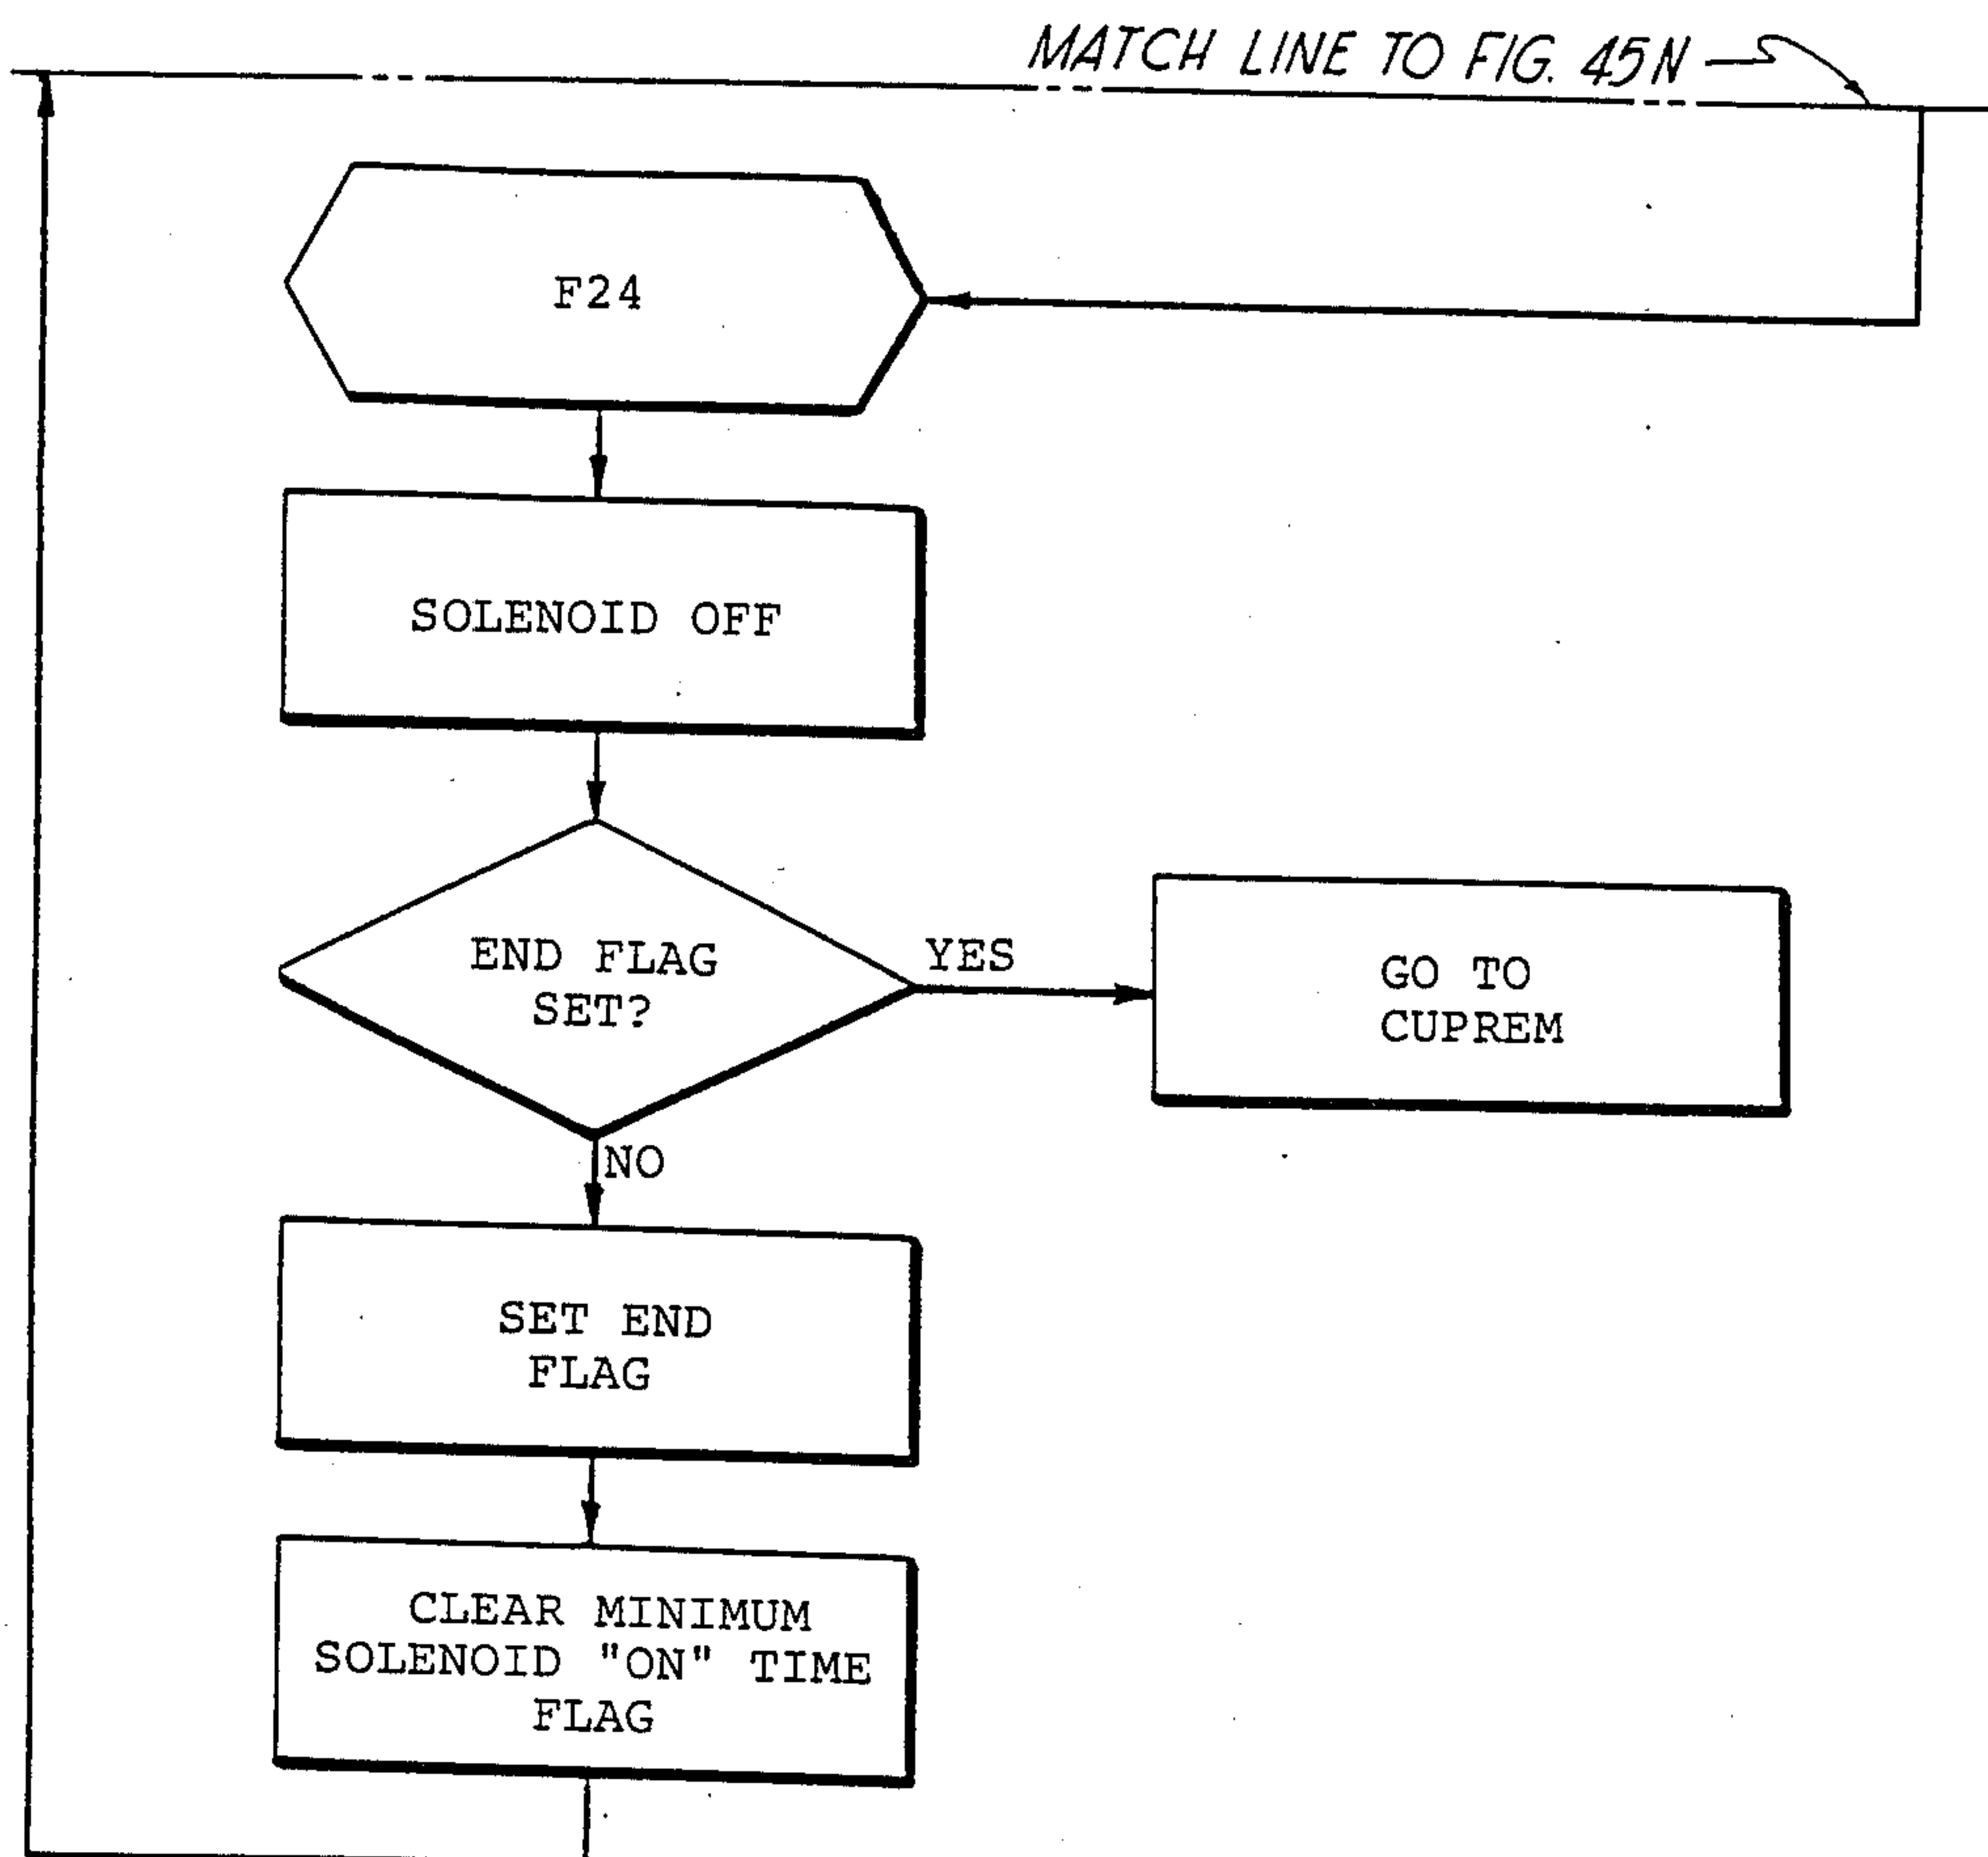 MATCH LINE TO FIG. 45N
F24
SOLENOID OFF
END FLAG
SET?
YES
GO TO
CUPREM
NO
SET END
FLAG
CLEAR MINIMUM
SOLENOID "ON" TIME
FLAG